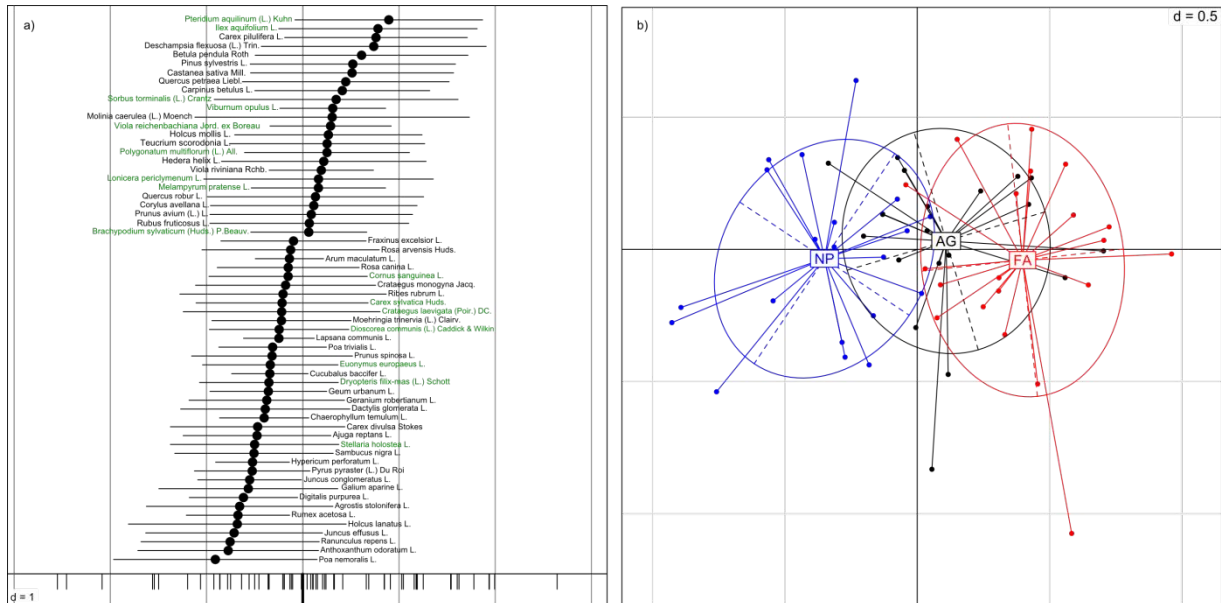 a)
Pteridium aquilinum (L.) Kuhn
Ilex aquifolium L.
Carex pilulifera L.
Deschampsia flexuosa (L.) Trin.
Betula pendula Roth
Pinus sylvestris L.
Castanea sativa Mill.
Quercus petraea Liebl.
Carpinus betulus L.
Sorbus torminalis (L.) Crantz
Viburnum opulus L.
Molinia caerulea (L.) Moench
Viola reichenbachiana Jord. ex Boreau
Holcus mollis L.
Teucrium scorodonia L.
Polygonatum multiflorum (L.) All.
Hedera helix L.
Viola riviniana Rchb.
Lonicera periclymenum L.
Melampyrum pratense L.
Quercus robur L.
Corylus avellana L.
Prunus avium (L.) L.
Rubus fruticosus L.
Brachypodium sylvaticum (Huds.) P.Beauv.
Fraxinus excelsior L.
Rosa arvensis Huds.
Arum maculatum L.
Rosa canina L.
Cornus sanguinea L.
Crataegus monogyna Jacq.
Ribes rubrum L.
Carex sylvatica Huds.
Crataegus laevigata (Poir.) DC.
Moehringia trinervia (L.) Clairv.
Dioscorea communis (L.) Caddick & Wilkin
Lapsana communis L.
Poa trivialis L.
Prunus spinosa L.
Euonymus europaeus L.
Cucubalus baccifer L.
Dryopteris filix-mas (L.) Schott
Geum urbanum L.
Geranium robertianum L.
Dactylis glomerata L.
Chaerophyllum temulum L.
Carex divulsa Stokes
Ajuga reptans L.
Stellaria holostea L.
Sambucus nigra L.
Hypericum perforatum L.
Pyrus pyraster (L.) Du Roi
Juncus conglomeratus L.
Galium aparine L.
Digitalis purpurea L.
Agrostis stolonifera L.
Rumex acetosa L.
Holcus lanatus L.
Juncus effusus L.
Ranunculus repens L.
Anthoxanthum odoratum L.
Poa nemoralis L.
d = 1
b)
d = 0.5
NP
AG
FA